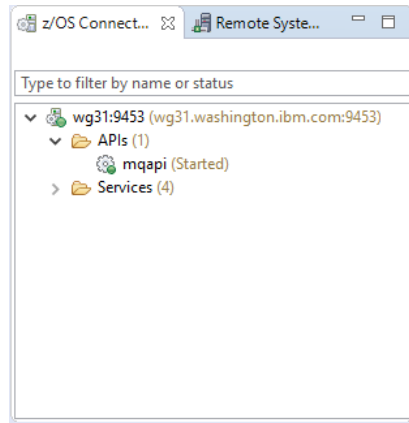 z/OS Connect... Remote Syste...
Type to filter by name or status
wg31:9453 (wg31.washington.ibm.com:9453)
APIs (1)
mqapi (Started)
Services (4)